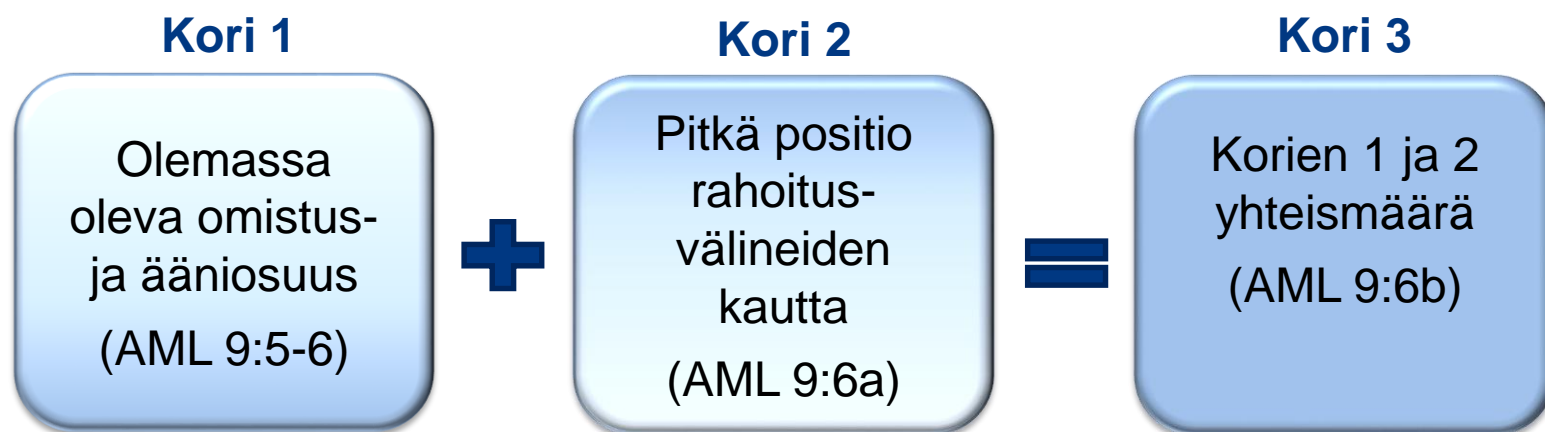 Kori 1
Olemassa
oleva omistus-
ja ääniosuus
(AML 9:5-6)
Kori 2
Pitkä positio
rahoitus-
välineiden
kautta
(AML 9:6a)
Kori 3
Korien 1 ja 2
yhteismäärä
(AML 9:6b)